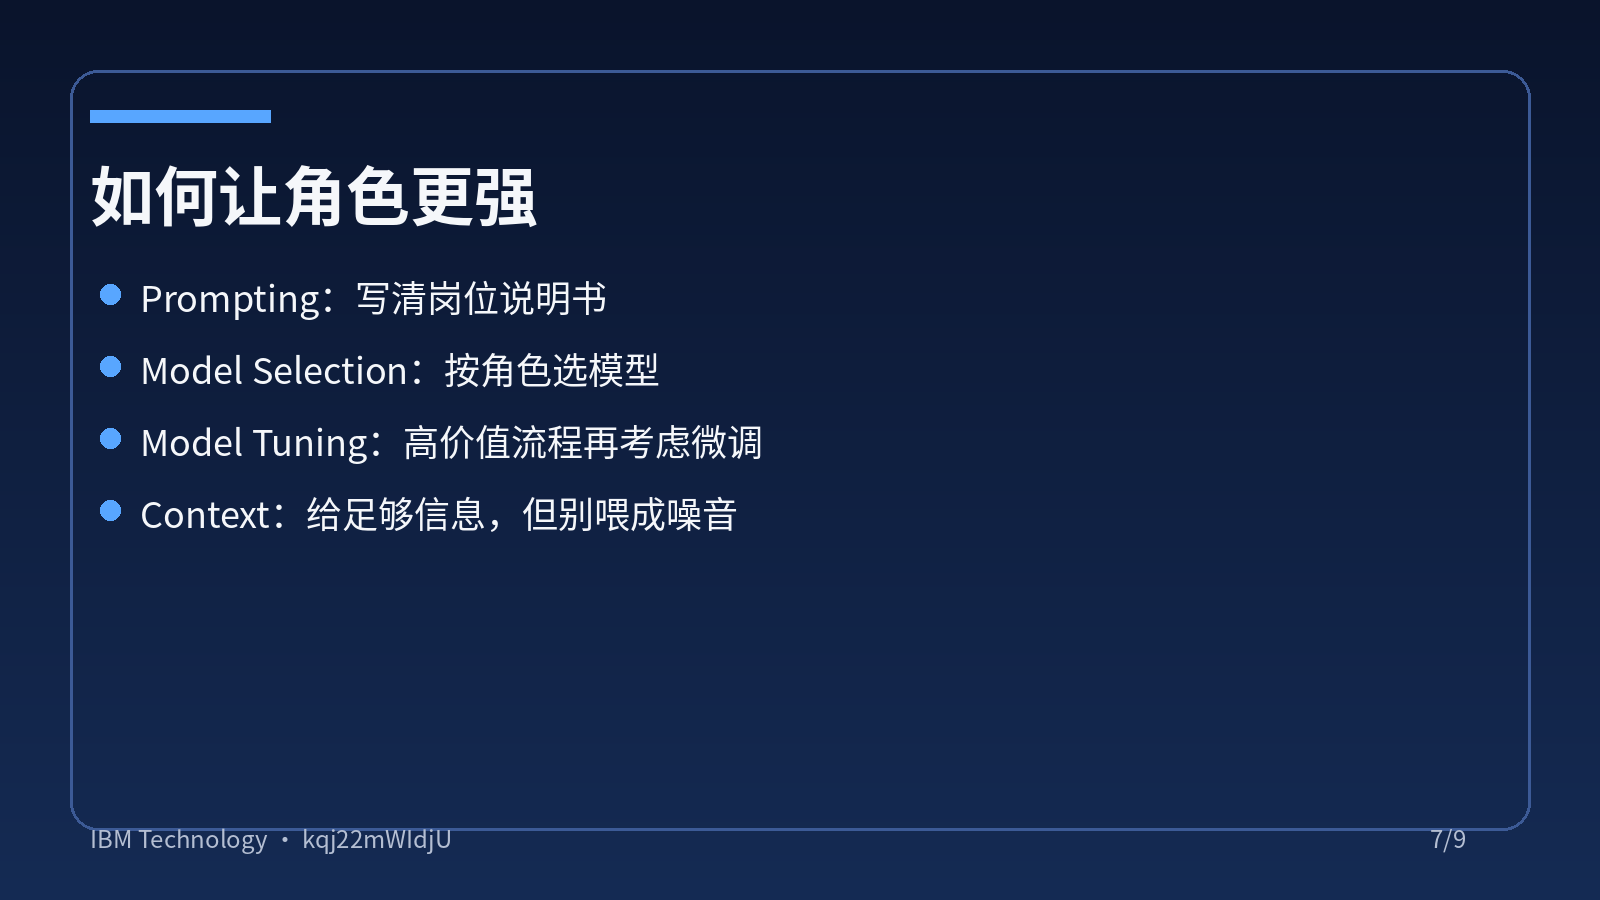 如何让角色更强
Prompting：写清岗位说明书
Model Selection：按角色选模型
Model Tuning：高价值流程再考虑微调
Context：给足够信息，但别喂成噪音
IBM Technology · kqj22mWIdjU
7/9